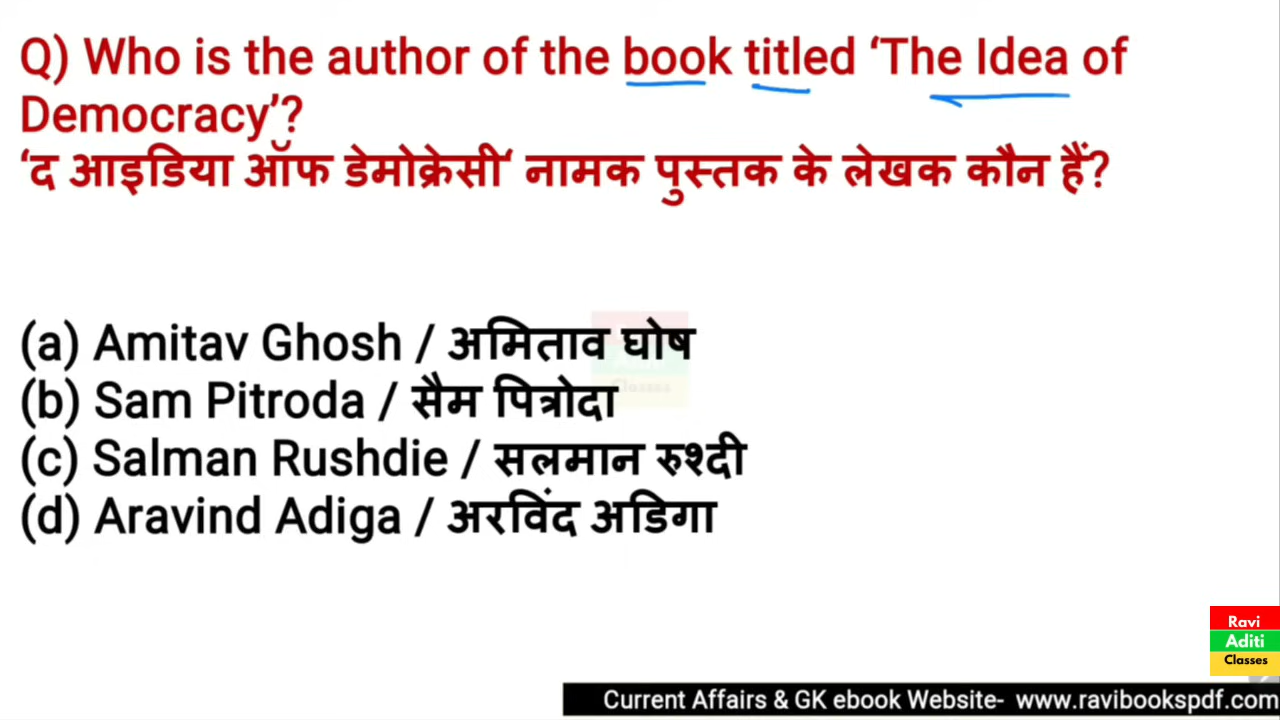 Q) Who is the author of the book titled ‘The Idea of
Democracy’?
‘द आइडिया ऑफ डेमोक्रेसी‘ नामक पुस्तक के लेखक कौन हैं?
(a) Amitav Ghosh / अमिताव घोष
(b) Sam Pitroda / सैम पित्रोदा
(c) Salman Rushdie / सलमान रुश्दी
(d) Aravind Adiga / अरविंद अडिगा
Classes
Ravi
Aditi
Classes
Current Affairs & GK ebook Website- www.ravibookspdf.com